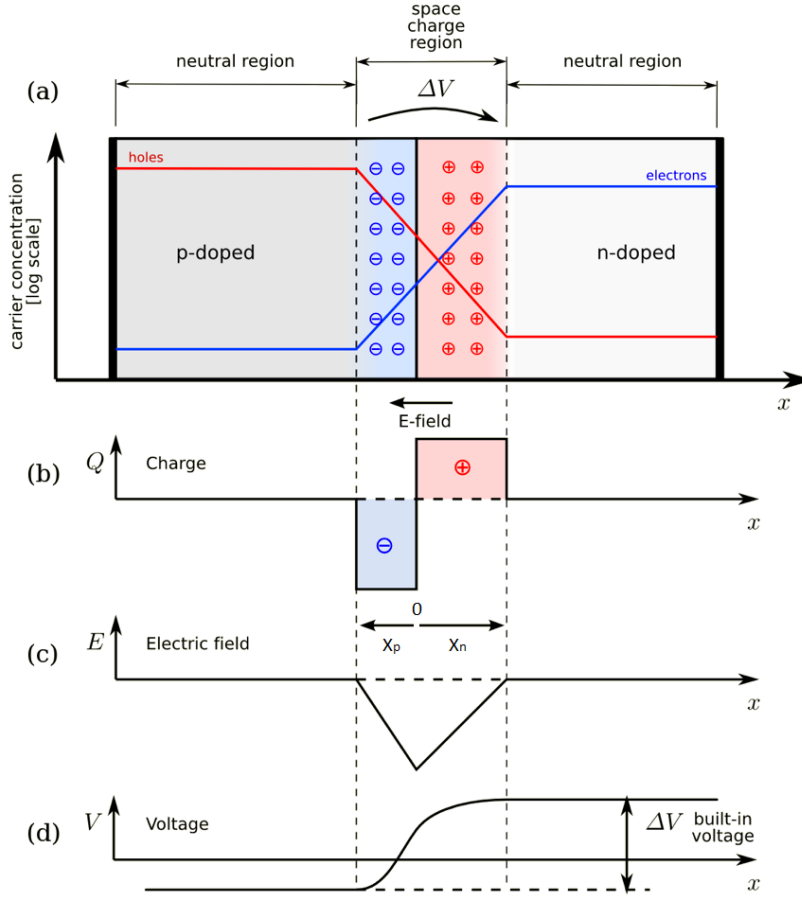 space
charge
region
neutral region
neutral region
(a)
ΔV
holes
electrons
carrier concentration
[log scale]
p-doped
n-doped
x
E-field
(b)
Q
Charge
x
0
Xp
Xn
(c)
E
Electric field
x
(d)
V
Voltage
ΔV
built-in
voltage
x